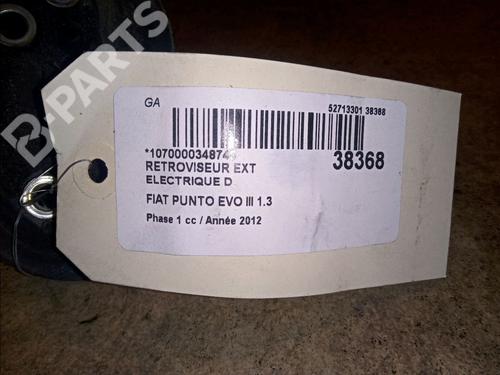 B-PARTS
GA
52713301 38368
*1070000348746
38368
RETROVISEUR EXT
ELECTRIQUE D
FIAT PUNTO EVO III 1.3
Phase 1 cc / Année 2012